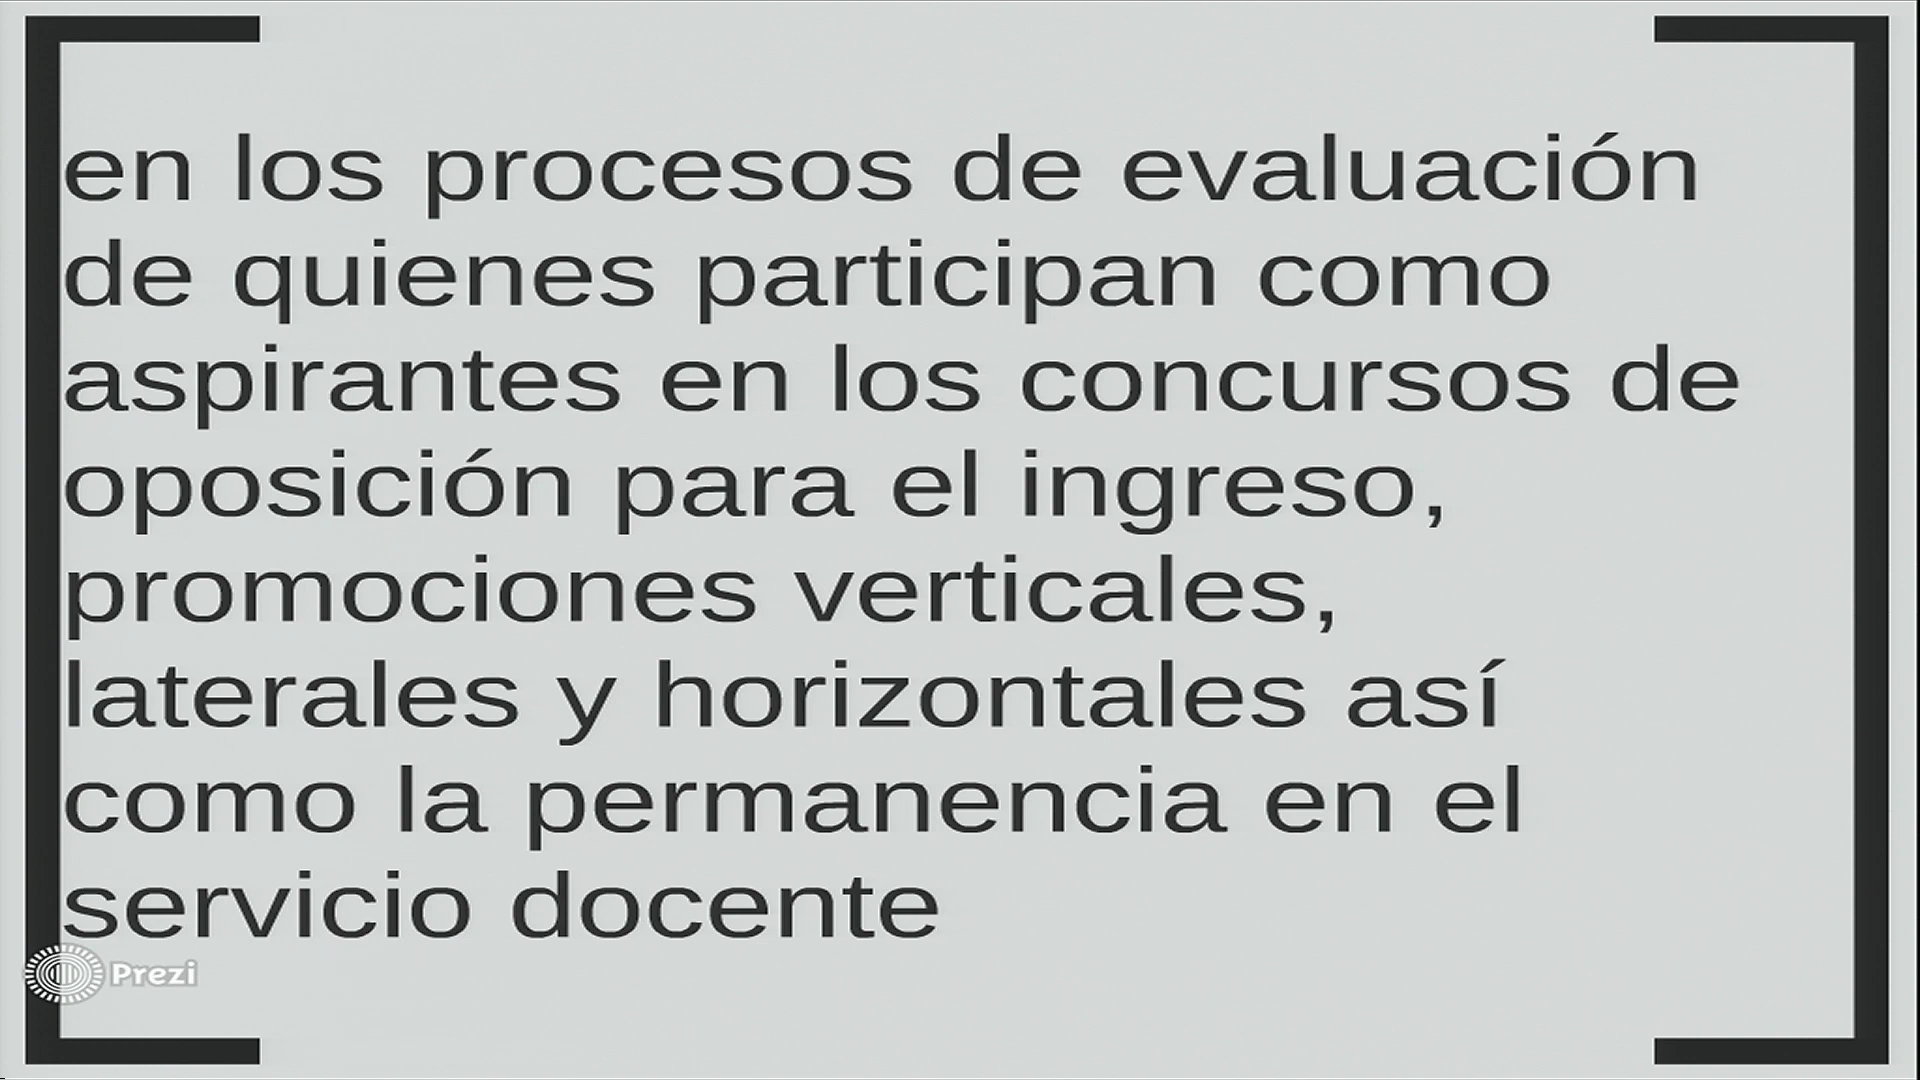 en los procesos de evaluación
de quienes participan como
aspirantes en los concursos de
oposición para el ingreso,
promociones verticales,
laterales y horizontales así
como la permanencia en el
servicio docente
Prezi